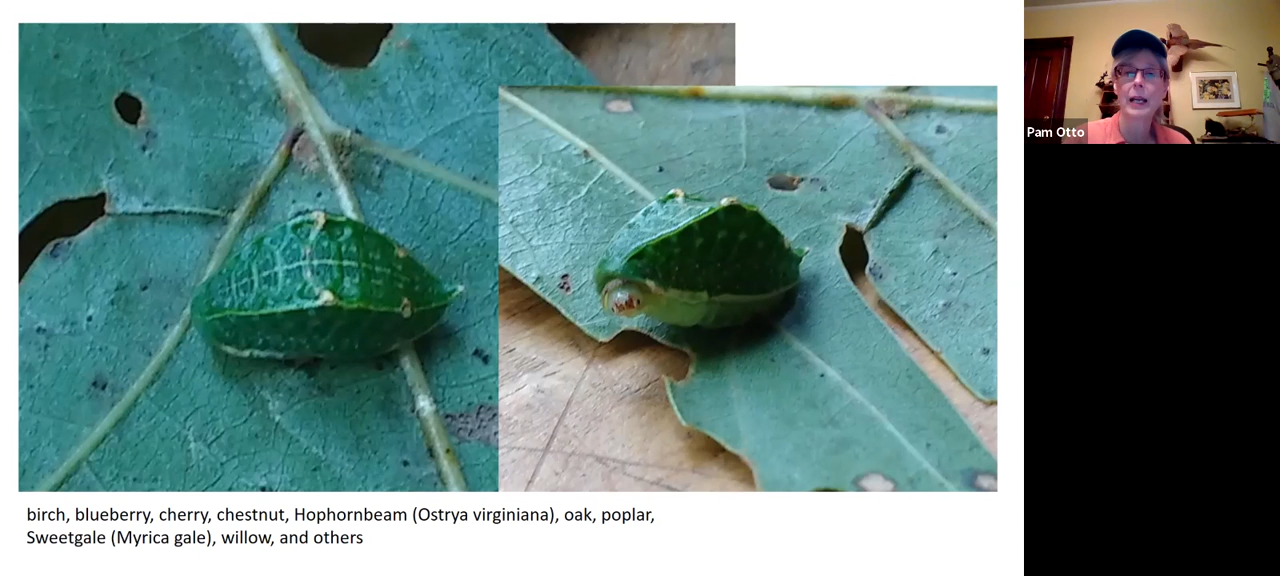 Pam Otto
birch, blueberry, cherry, chestnut, Hophornbeam (Ostrya virginiana), oak, poplar,
Sweetgale (Myrica gale), willow, and others